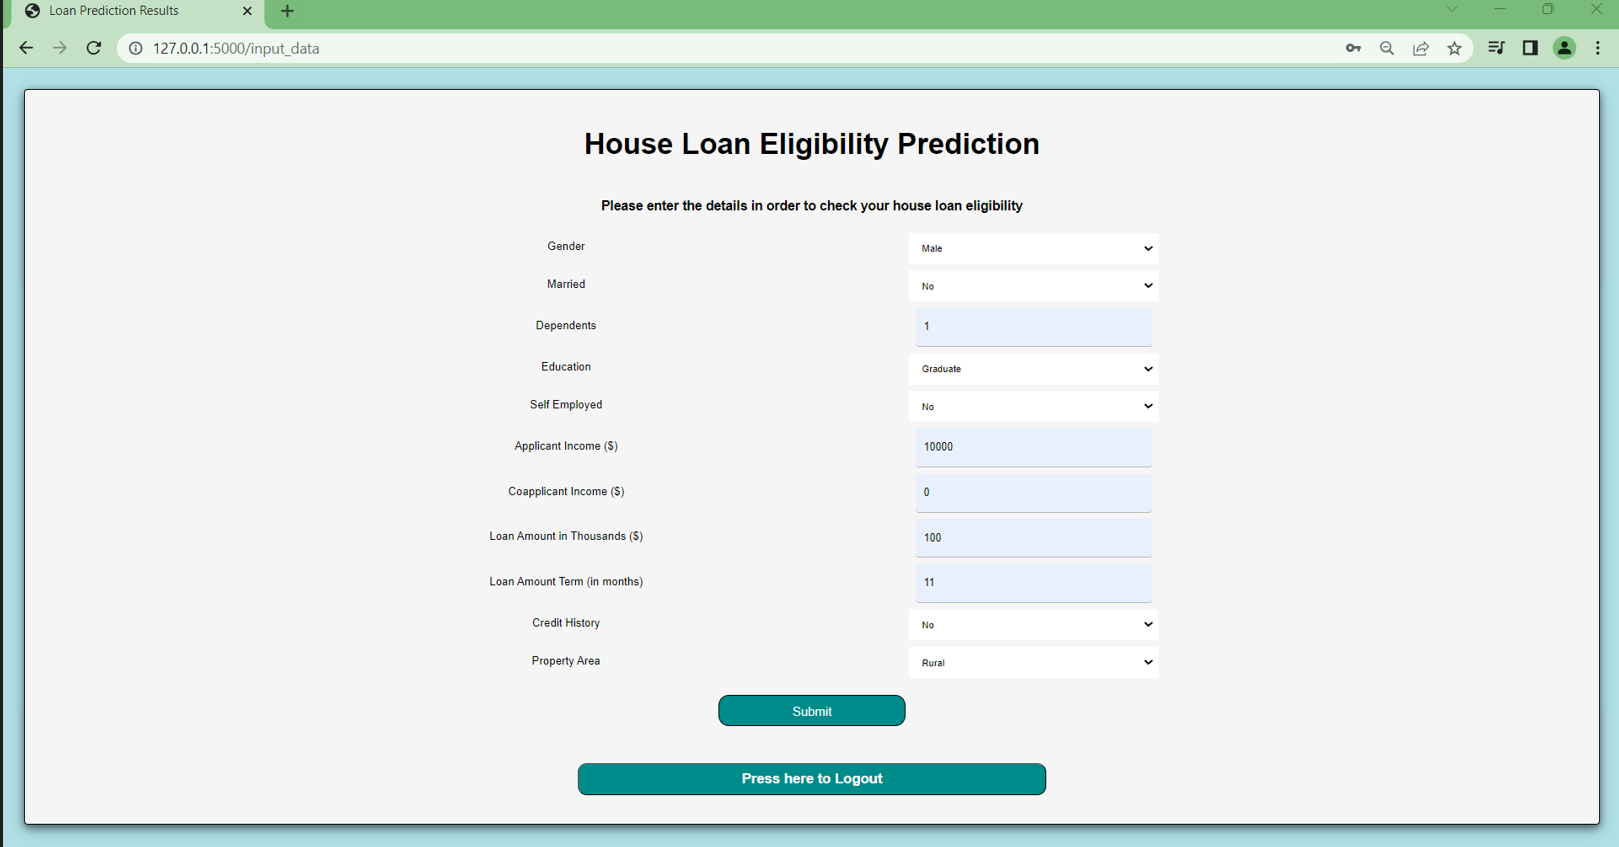 Loan Prediction Results
127.0.0.1:5000/input_data
House Loan Eligibility Prediction
Please enter the details in order to check your house loan eligibility
Gender Male
Married No
Dependents 1
Education Graduate
Self Employed No
Applicant Income ($) 10000
Coapplicant Income ($) 0
Loan Amount in Thousands ($) 100
Loan Amount Term (in months) 11
Credit History No
Property Area Rural
Submit
Press here to Logout